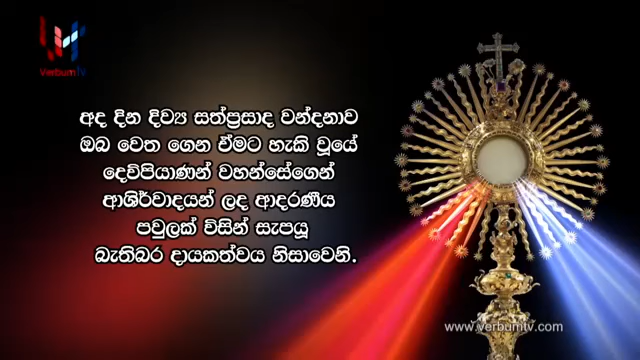 VerbumTV
අද දින දිව්‍ය සත්ප්‍රසාද වන්දනාව
ඔබ වෙත ගෙන ඒමට හැකි වූයේ
දෙවිපියාණන් වහන්සේගෙන්
ආශිර්වාදයන් ලද ආදරණීය
පවුලක් විසින් සැපයූ
බැතිබර දායකත්වය නිසාවෙනි.
www.verbumtv.com